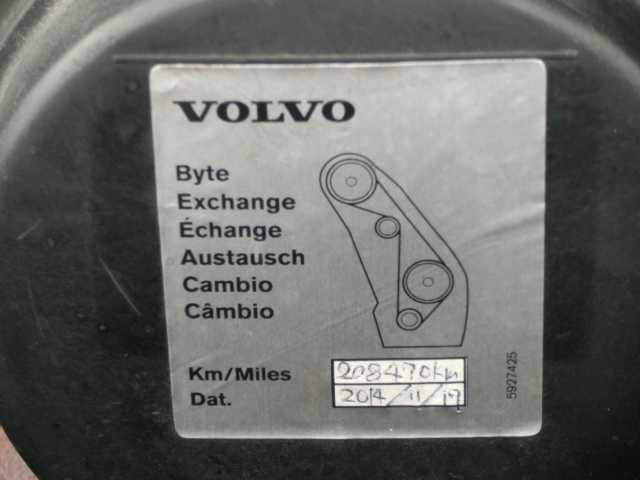 VOLVO
Byte
Exchange
Échange
Austausch
Cambio
Câmbio
Km/Miles 208470km
Dat. 2014/11/17
5927425